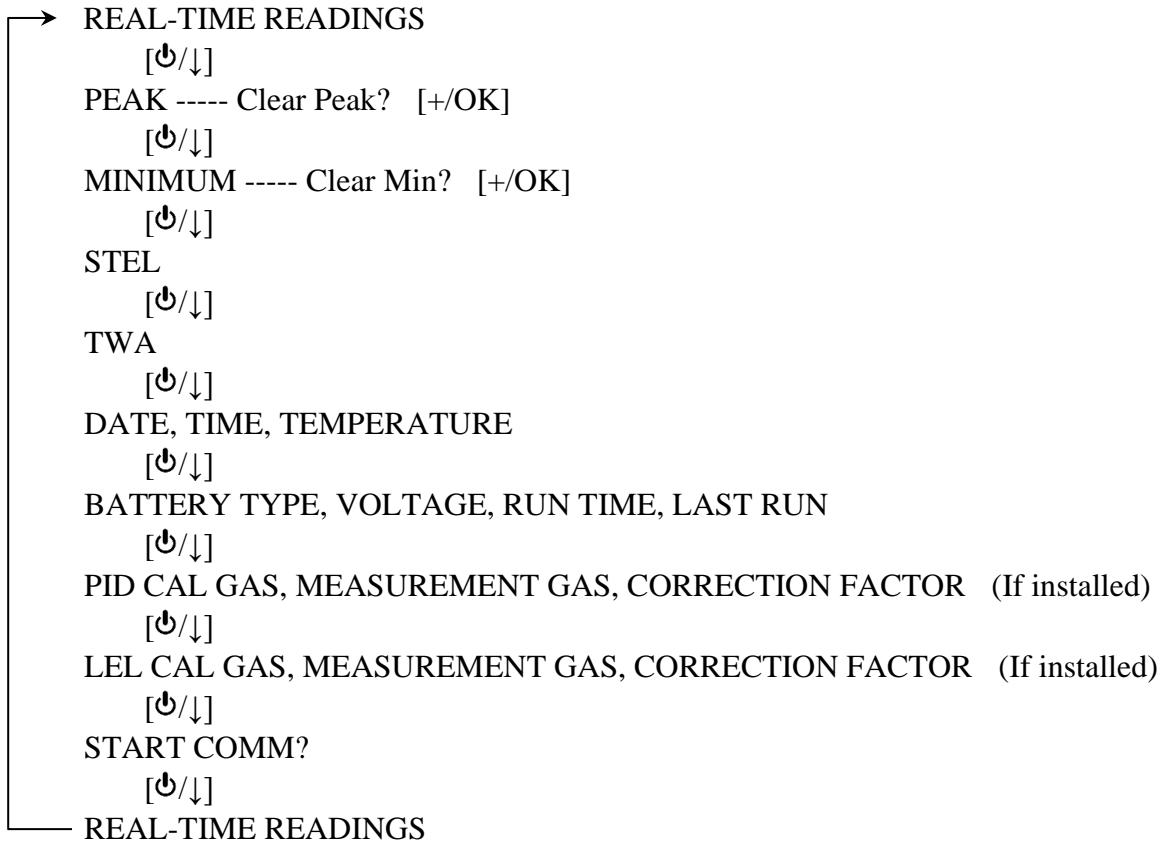 REAL-TIME READINGS
[⏻/↓]
PEAK ----- Clear Peak? [+/OK]
[⏻/↓]
MINIMUM ----- Clear Min? [+/OK]
[⏻/↓]
STEL
[⏻/↓]
TWA
[⏻/↓]
DATE, TIME, TEMPERATURE
[⏻/↓]
BATTERY TYPE, VOLTAGE, RUN TIME, LAST RUN
[⏻/↓]
PID CAL GAS, MEASUREMENT GAS, CORRECTION FACTOR (If installed)
[⏻/↓]
LEL CAL GAS, MEASUREMENT GAS, CORRECTION FACTOR (If installed)
[⏻/↓]
START COMM?
[⏻/↓]
REAL-TIME READINGS